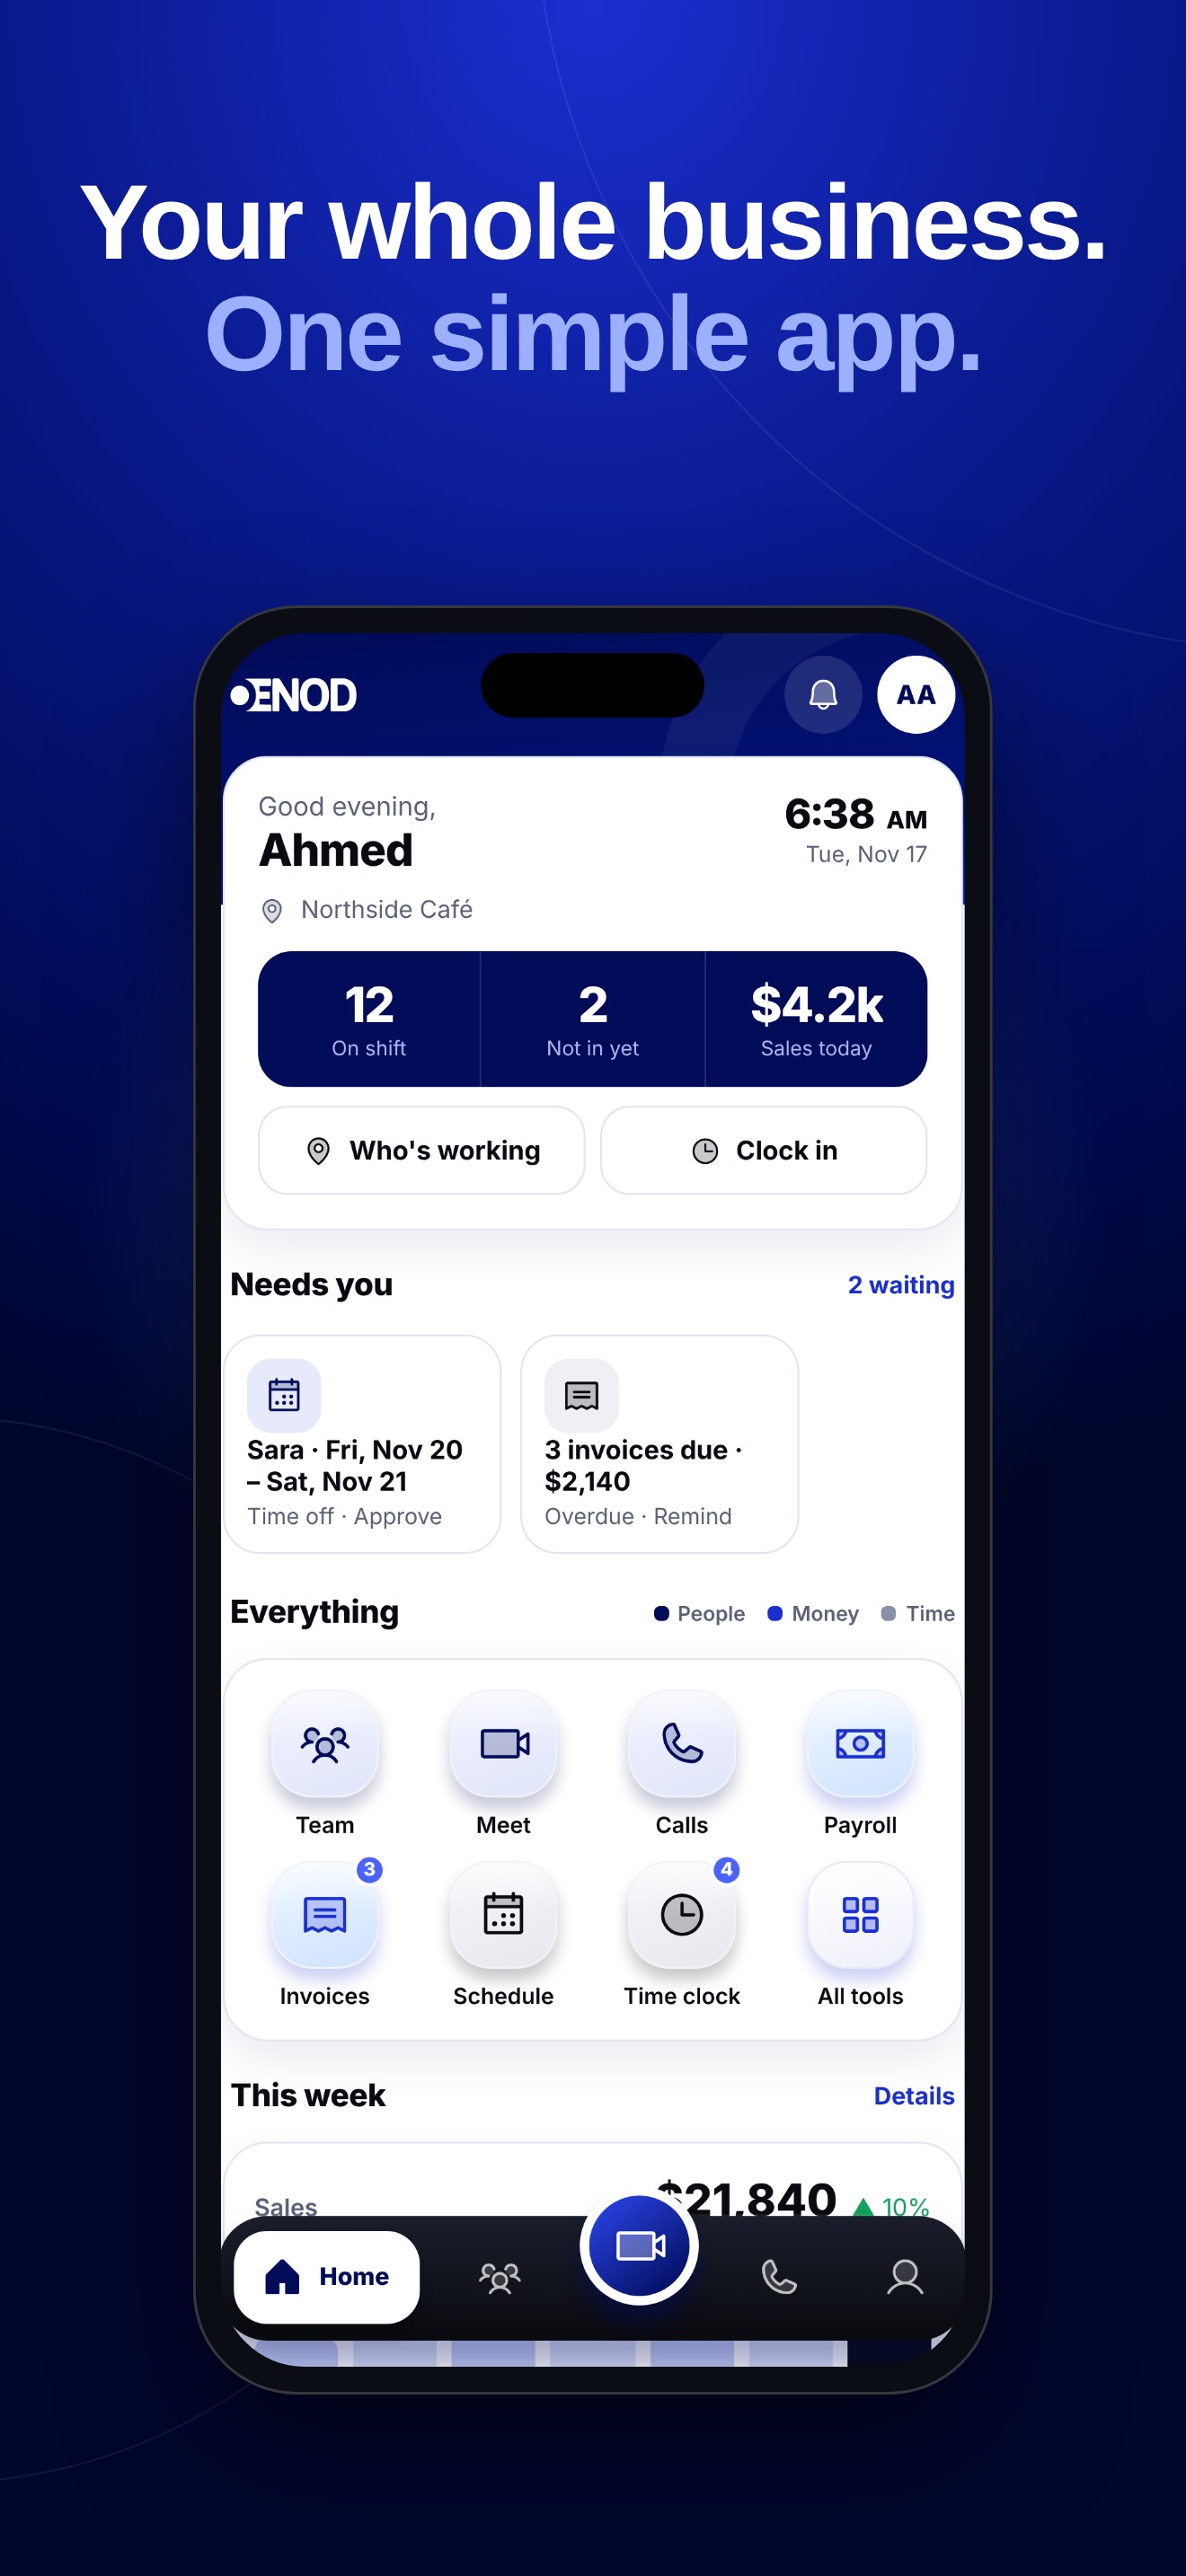 Your whole business.
One simple app.
ENOD
AA
Good evening,
Ahmed
6:38 AM
Tue, Nov 17
Northside Café
12
On shift
2
Not in yet
$4.2k
Sales today
Who's working
Clock in
Needs you
2 waiting
Sara · Fri, Nov 20
– Sat, Nov 21
Time off · Approve
3 invoices due ·
$2,140
Overdue · Remind
Everything
People
Money
Time
Team
Meet
Calls
Payroll
3
4
Invoices
Schedule
Time clock
All tools
This week
Details
Sales
$21,840
10%
Home